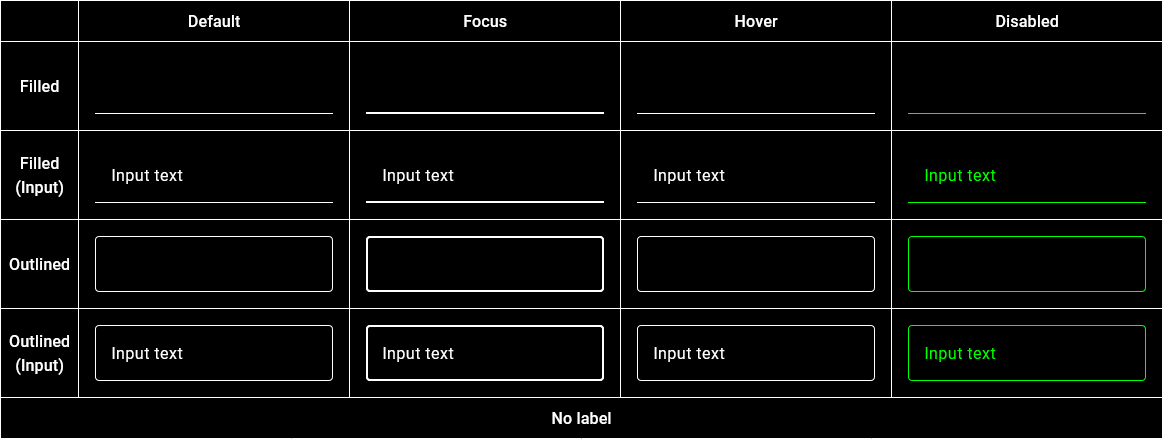 Default Focus Hover Disabled
Filled
Filled
(Input)
Input text Input text Input text Input text
Outlined
Outlined
(Input)
Input text Input text Input text Input text
No label